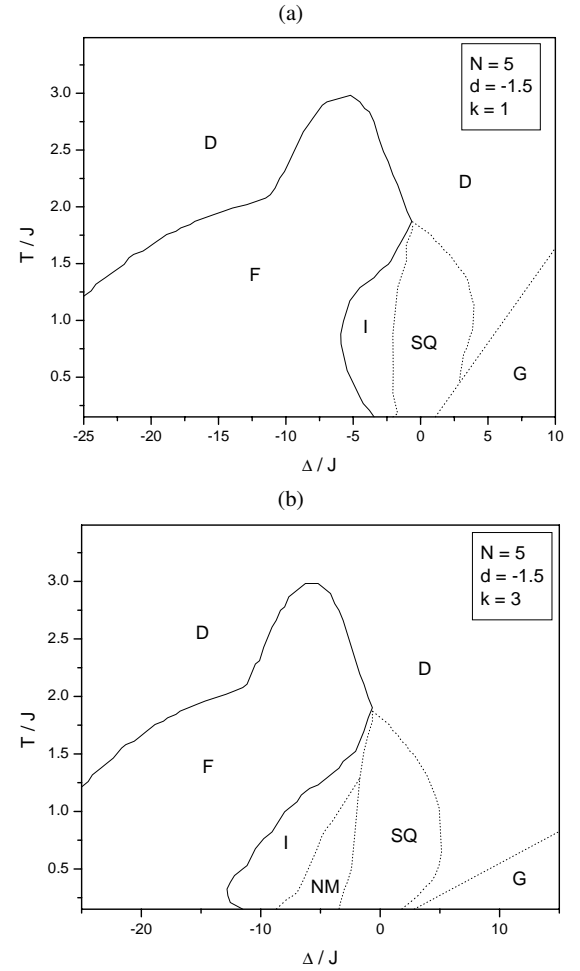 (a)
N = 5
d = -1.5
k = 1
3.0
2.5
2.0
1.5
1.0
0.5
T / J
D
D
F
I
SQ
G
-25
-20
-15
-10
-5
0
5
10
Δ / J
(b)
N = 5
d = -1.5
k = 3
3.0
2.5
2.0
1.5
1.0
0.5
T / J
D
D
F
I
SQ
NM
G
-20
-10
0
10
Δ / J